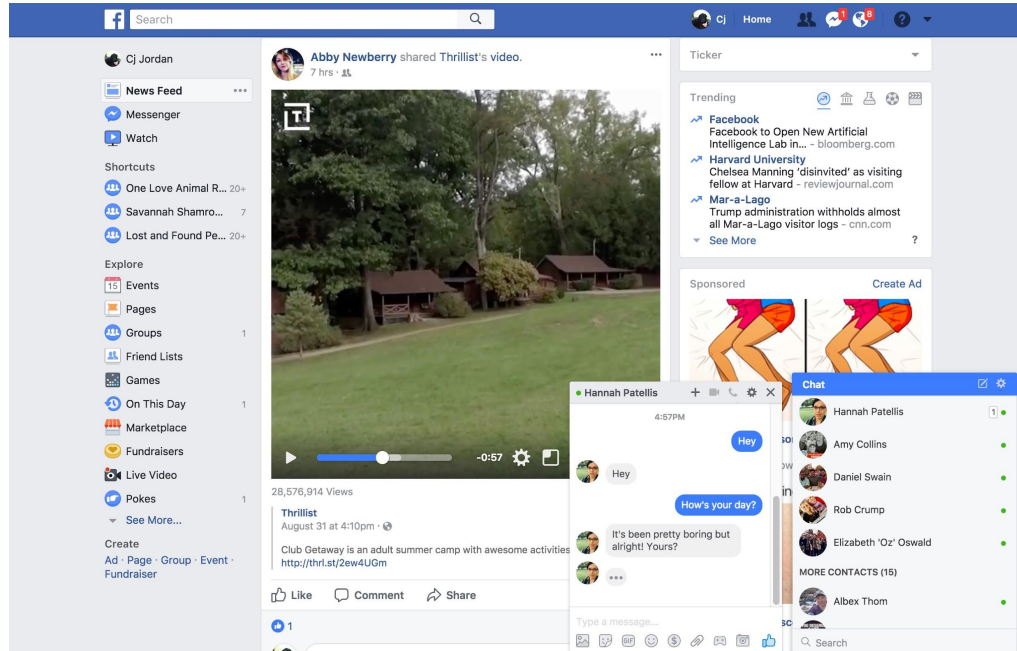 f
Search
Cj
Home
1
8
?
Cj Jordan
News Feed
Messenger
Watch
Shortcuts
One Love Animal R... 20+
Savannah Shamro... 7
Lost and Found Pe... 20+
Explore
15 Events
Pages
Groups 1
Friend Lists
Games
On This Day 1
Marketplace
Fundraisers
Live Video
Pokes 1
See More...
Create
Ad · Page · Group · Event ·
Fundraiser
Abby Newberry shared Thrillist's video.
7 hrs ·
T
-0:57
28,576,914 Views
Thrillist
August 31 at 4:10pm ·
Club Getaway is an adult summer camp with awesome activities
http://thrl.st/2ew4UGm
Like
Comment
Share
1
Ticker
Trending
Facebook
Facebook to Open New Artificial
Intelligence Lab in... - bloomberg.com
Harvard University
Chelsea Manning 'disinvited' as visiting
fellow at Harvard - reviewjournal.com
Mar-a-Lago
Trump administration withholds almost
all Mar-a-Lago visitor logs - cnn.com
See More
?
Sponsored
Create Ad
Hannah Patellis
4:57PM
Hey
Hey
How's your day?
It's been pretty boring but
alright! Yours?
Type a message...
GIF
$
Chat
Hannah Patellis 1
Amy Collins
Daniel Swain
Rob Crump
Elizabeth 'Oz' Oswald
MORE CONTACTS (15)
Albex Thom
Search